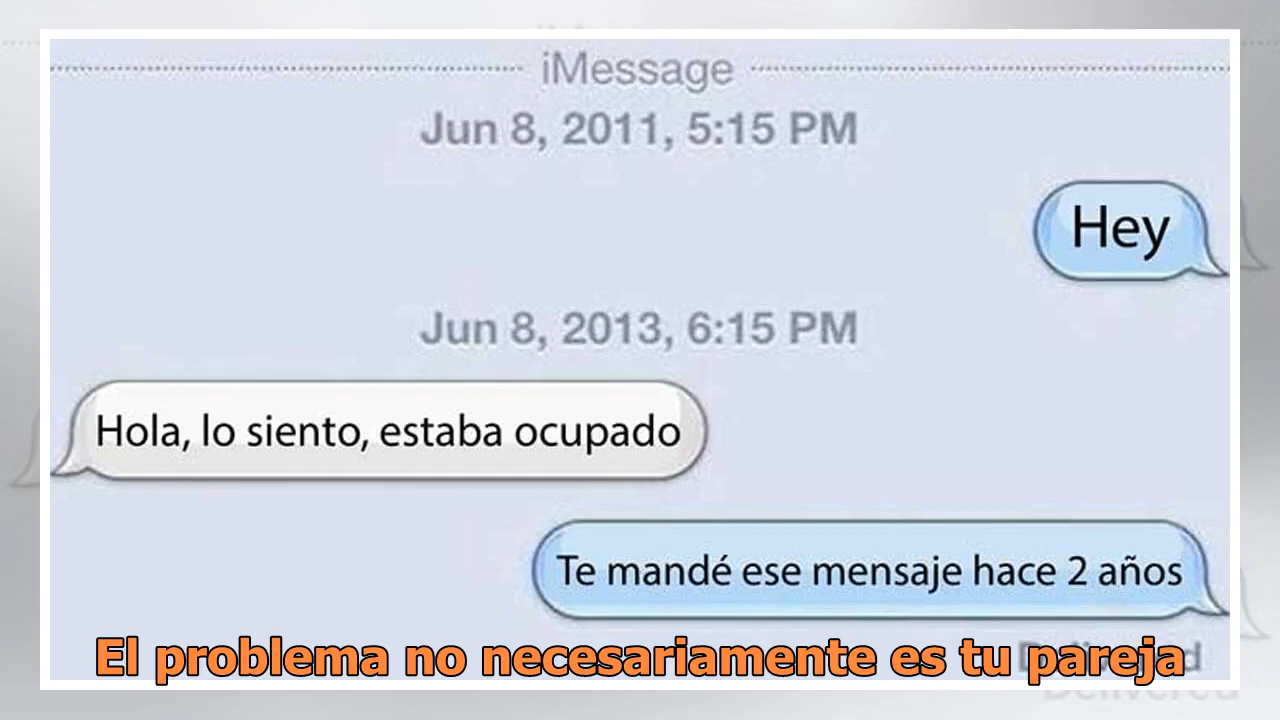 iMessage
Jun 8, 2011, 5:15 PM
Hey
Jun 8, 2013, 6:15 PM
Hola, lo siento, estaba ocupado
Te mandé ese mensaje hace 2 años
Delivered
El problema no necesariamente es tu pareja